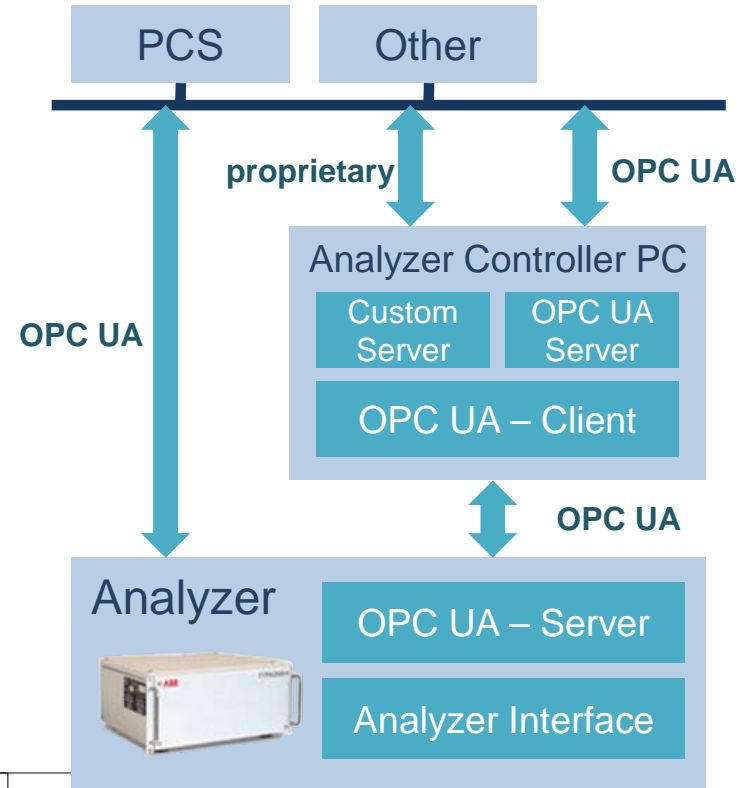 PCS
Other
proprietary
OPC UA
Analyzer Controller PC
Custom
Server
OPC UA
Server
OPC UA – Client
OPC UA
OPC UA
Analyzer
ABB
OPC UA – Server
Analyzer Interface